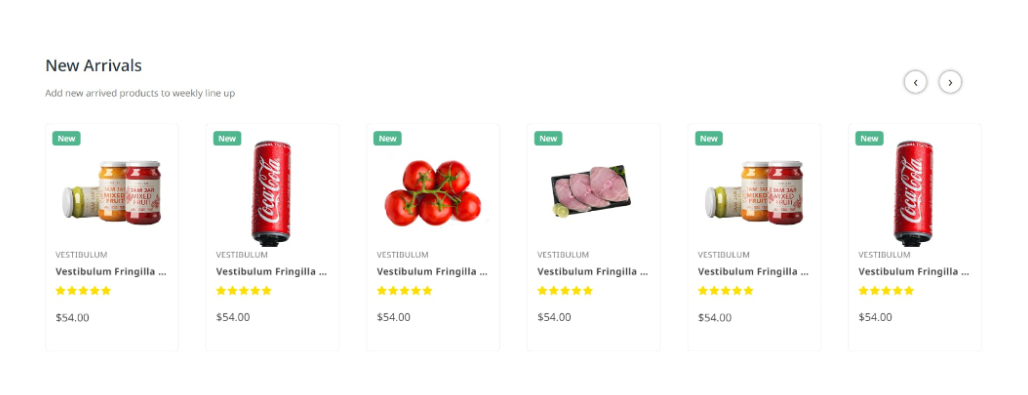 New Arrivals
Add new arrived products to weekly line up
‹ ›
New New New New New New
JAM JAR MIXED FRUIT JAM JAR MIXED FRUIT
Coca-Cola
JAM JAR MIXED FRUIT JAM JAR MIXED FRUIT
Coca-Cola
VESTIBULUM VESTIBULUM VESTIBULUM VESTIBULUM VESTIBULUM VESTIBULUM
Vestibulum Fringilla ... Vestibulum Fringilla ... Vestibulum Fringilla ... Vestibulum Fringilla ... Vestibulum Fringilla ... Vestibulum Fringilla ...
$54.00 $54.00 $54.00 $54.00 $54.00 $54.00